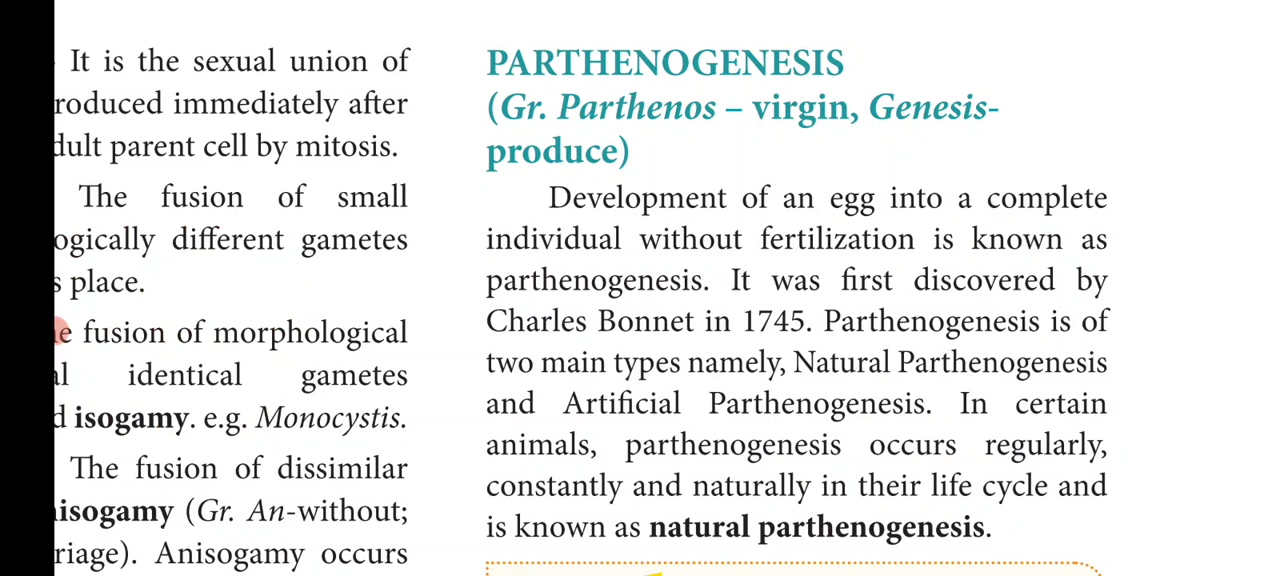 It is the sexual union of
roduced immediately after
dult parent cell by mitosis.
The fusion of small
ogically different gametes
s place.
fusion of morphological
al identical gametes
d isogamy. e.g. Monocystis.
The fusion of dissimilar
isogamy (Gr. An-without;
riage). Anisogamy occurs
PARTHENOGENESIS
(Gr. Parthenos – virgin, Genesis-
produce)
Development of an egg into a complete
individual without fertilization is known as
parthenogenesis. It was first discovered by
Charles Bonnet in 1745. Parthenogenesis is of
two main types namely, Natural Parthenogenesis
and Artificial Parthenogenesis. In certain
animals, parthenogenesis occurs regularly,
constantly and naturally in their life cycle and
is known as natural parthenogenesis.